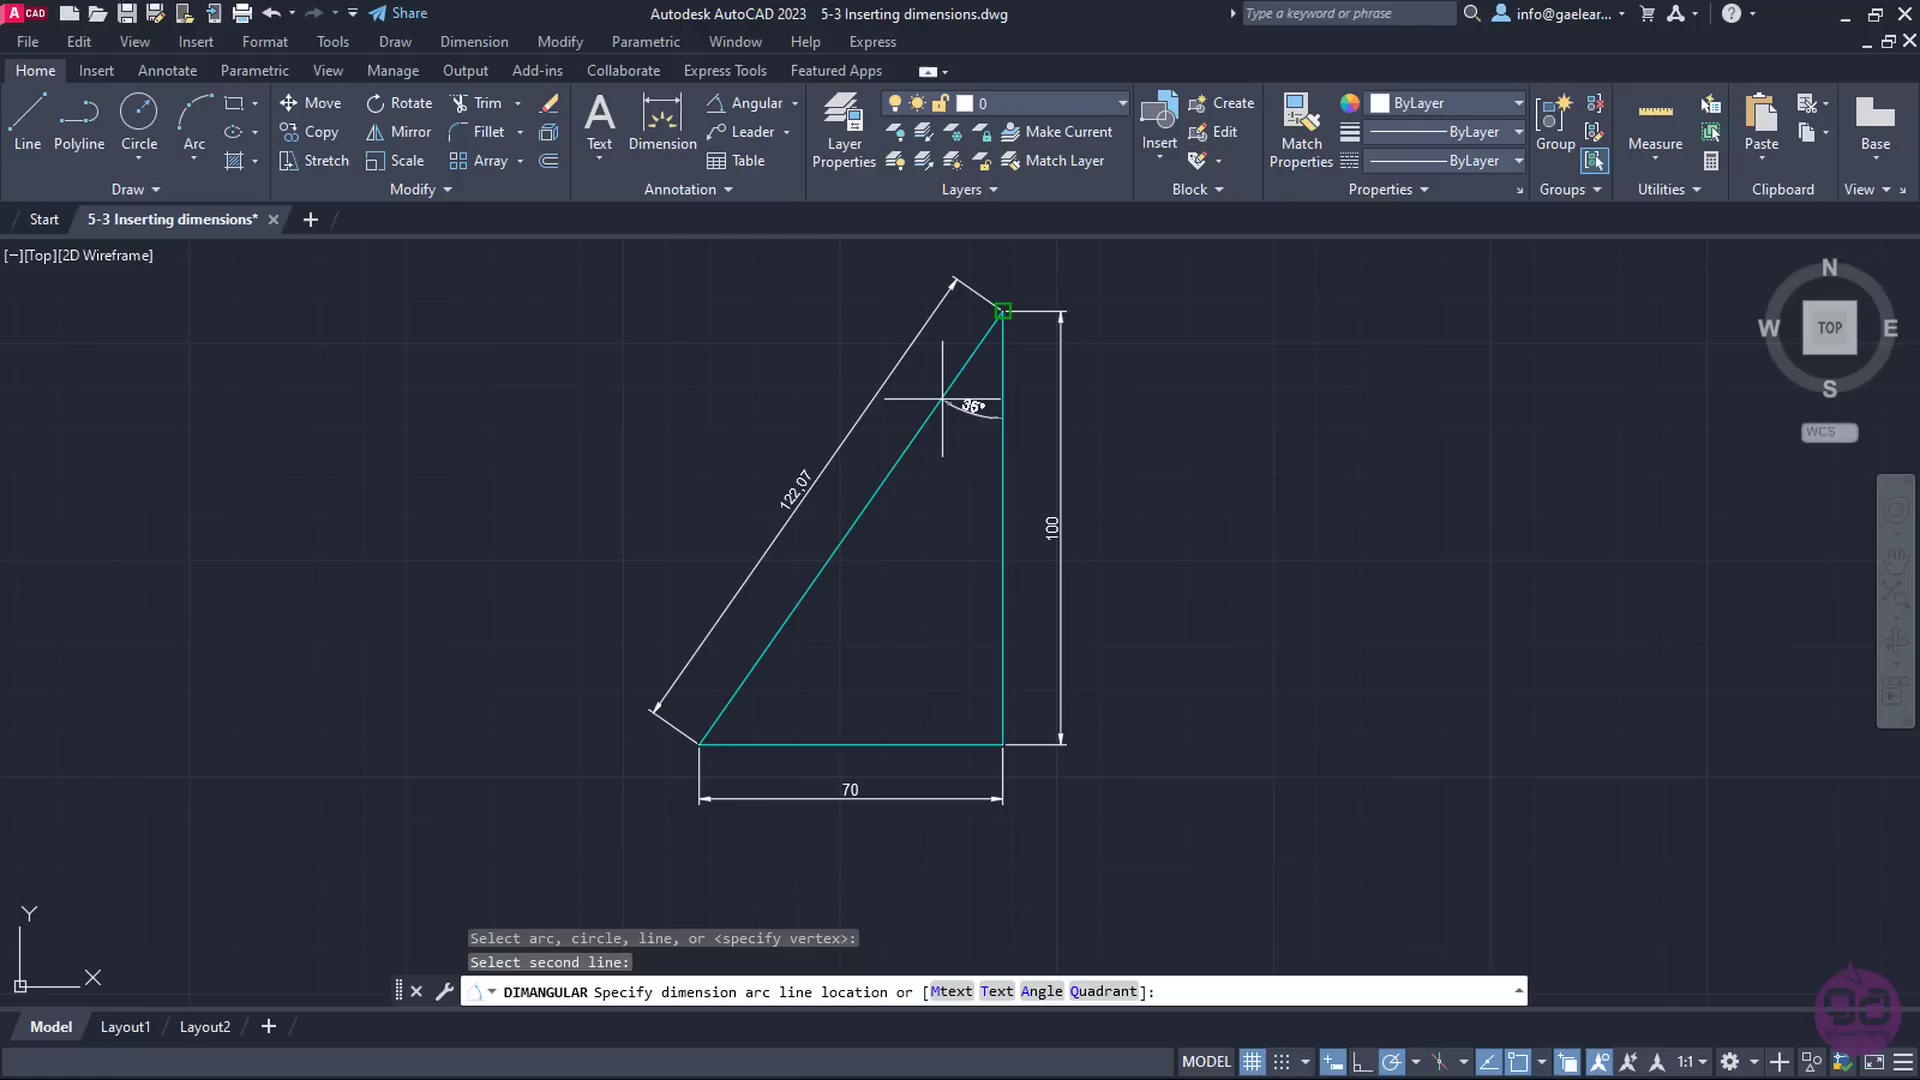 CAD Share Autodesk AutoCAD 2023 5-3 Inserting dimensions.dwg Type a keyword or phrase info@gaelear...
File Edit View Insert Format Tools Draw Dimension Modify Parametric Window Help Express
Home Insert Annotate Parametric View Manage Output Add-ins Collaborate Express Tools Featured Apps
Line Polyline Circle Arc
Move Rotate Trim
Copy Mirror Fillet
Stretch Scale Array
Text Dimension
Angular
Leader
Table
Layer Properties
0
Make Current
Match Layer
Insert
Create
Edit
Match Properties
ByLayer
ByLayer
ByLayer
Group Measure Paste Base
Draw Modify Annotation Layers Block Properties Groups Utilities Clipboard View
Start 5-3 Inserting dimensions*
[−][Top][2D Wireframe]
N
W TOP E
S
WCS
122,07
100
70
Y
X
Select arc, circle, line, or <specify vertex>:
Select second line:
DIMANGULAR Specify dimension arc line location or [Mtext Text Angle Quadrant]:
Model Layout1 Layout2
MODEL 1:1